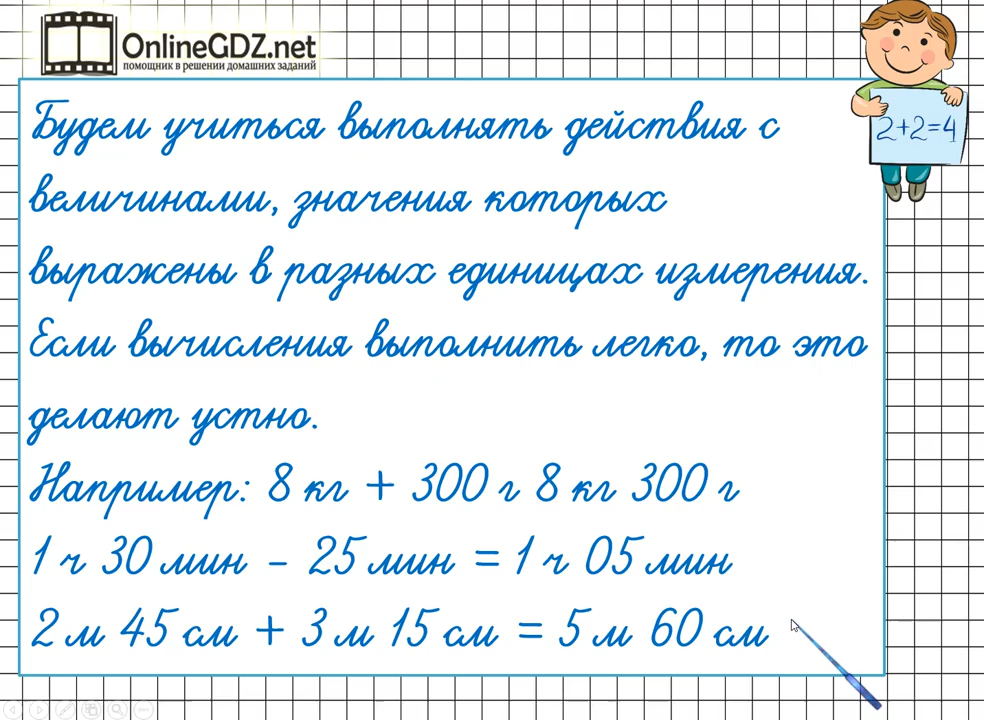 OnlineGDZ.net
помощник в решении домашних заданий
2+2=4
Будем учиться выполнять действия с
величинами, значения которых
выражены в разных единицах измерения.
Если вычисления выполнить легко, то это
делают устно.
Например: 8 кг + 300 г 8 кг 300 г
1 ч 30 мин - 25 мин = 1 ч 05 мин
2 м 45 см + 3 м 15 см = 5 м 60 см